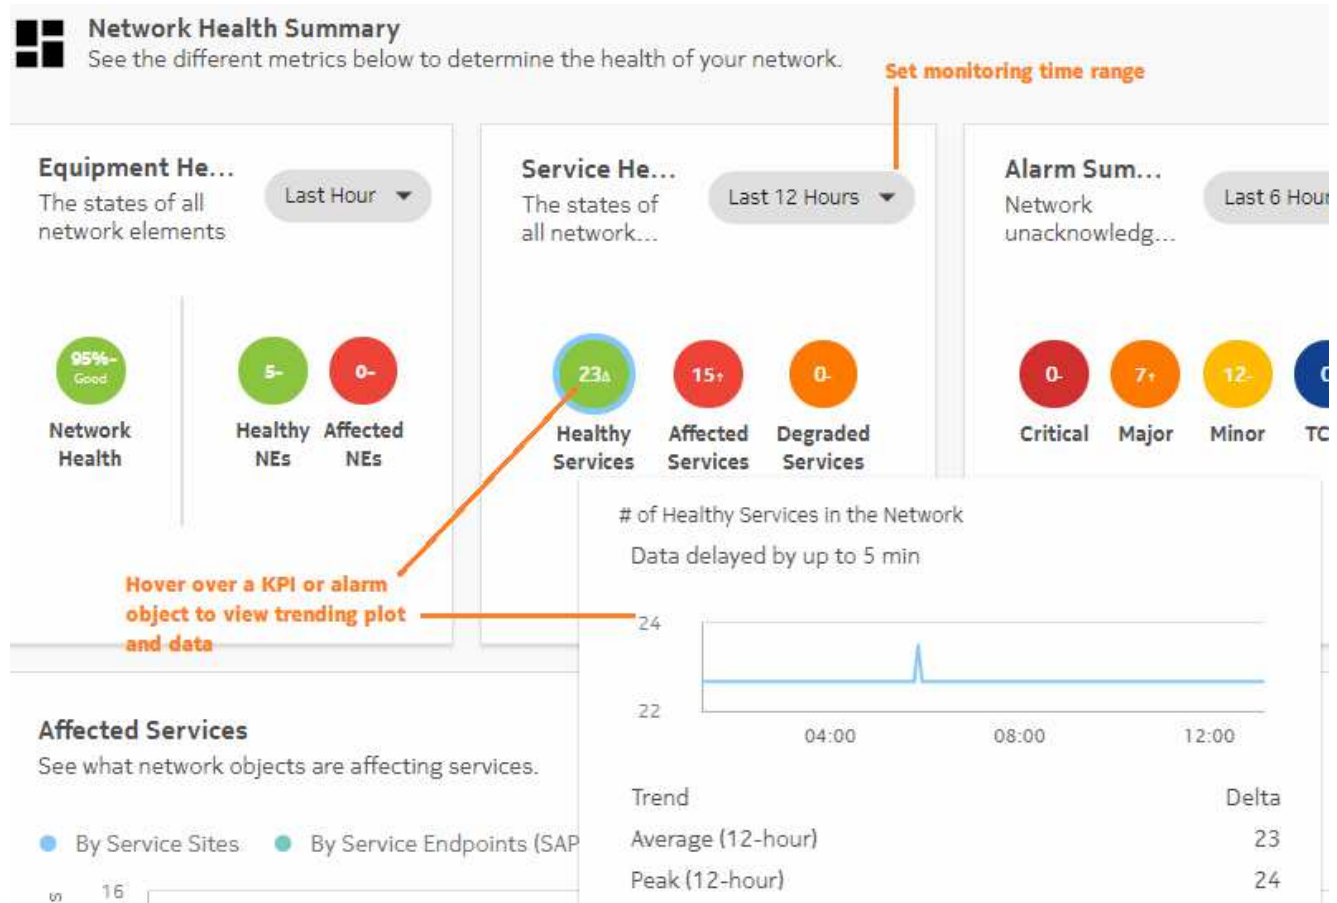 Network Health Summary
See the different metrics below to determine the health of your network.
Set monitoring time range
Equipment He...
The states of all
network elements
Last Hour
95%-
Good
Network
Health
5-
Healthy
NEs
0-
Affected
NEs
Service He...
The states of
all network...
Last 12 Hours
23Δ
Healthy
Services
15↑
Affected
Services
0-
Degraded
Services
Alarm Sum...
Network
unacknowledg...
Last 6 Hour
0-
Critical
7↑
Major
12-
Minor
0
TC
Hover over a KPI or alarm
object to view trending plot
and data
# of Healthy Services in the Network
Data delayed by up to 5 min
24
22
04:00 08:00 12:00
Trend Delta
Average (12-hour) 23
Peak (12-hour) 24
Affected Services
See what network objects are affecting services.
By Service Sites By Service Endpoints (SAP
16
s